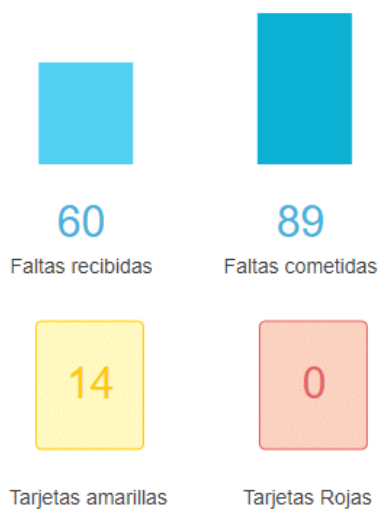 60
89
Faltas recibidas
Faltas cometidas
14
0
Tarjetas amarillas
Tarjetas Rojas